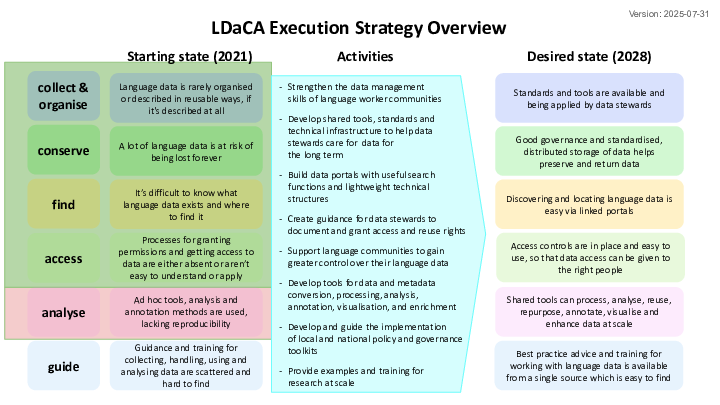 Version: 2025-07-31
LDaCA Execution Strategy Overview
Starting state (2021)
Activities
Desired state (2028)
collect &
organise
Language data is rarely organised
or described in reusable ways, if
it's described at all
conserve
A lot of language data is at risk of
being lost forever
find
It's difficult to know what
language data exists and where
to find it
access
Processes for granting
permissions and getting access to
data are either absent or aren't
easy to understand or apply
analyse
Ad hoc tools, analysis and
annotation methods are used,
lacking reproducibility
guide
Guidance and training for
collecting, handling, using and
analysing data are scattered and
hard to find
- Strengthen the data management
skills of language worker communities
- Develop shared tools, standards and
technical infrastructure to help data
stewards care for data for
the long term
- Build data portals with useful search
functions and lightweight technical
structures
- Create guidance for data stewards to
document and grant access and reuse rights
- Support language communities to gain
greater control over their language data
- Develop tools for data and metadata
conversion, processing, analysis,
annotation, visualisation, and enrichment
- Develop and guide the implementation
of local and national policy and governance
toolkits
- Provide examples and training for
research at scale
Standards and tools are available and
being applied by data stewards
Good governance and standardised,
distributed storage of data helps
preserve and return data
Discovering and locating language data is
easy via linked portals
Access controls are in place and easy to
use, so that data access can be given to
the right people
Shared tools can process, analyse, reuse,
repurpose, annotate, visualise and
enhance data at scale
Best practice advice and training for
working with language data is available
from a single source which is easy to find